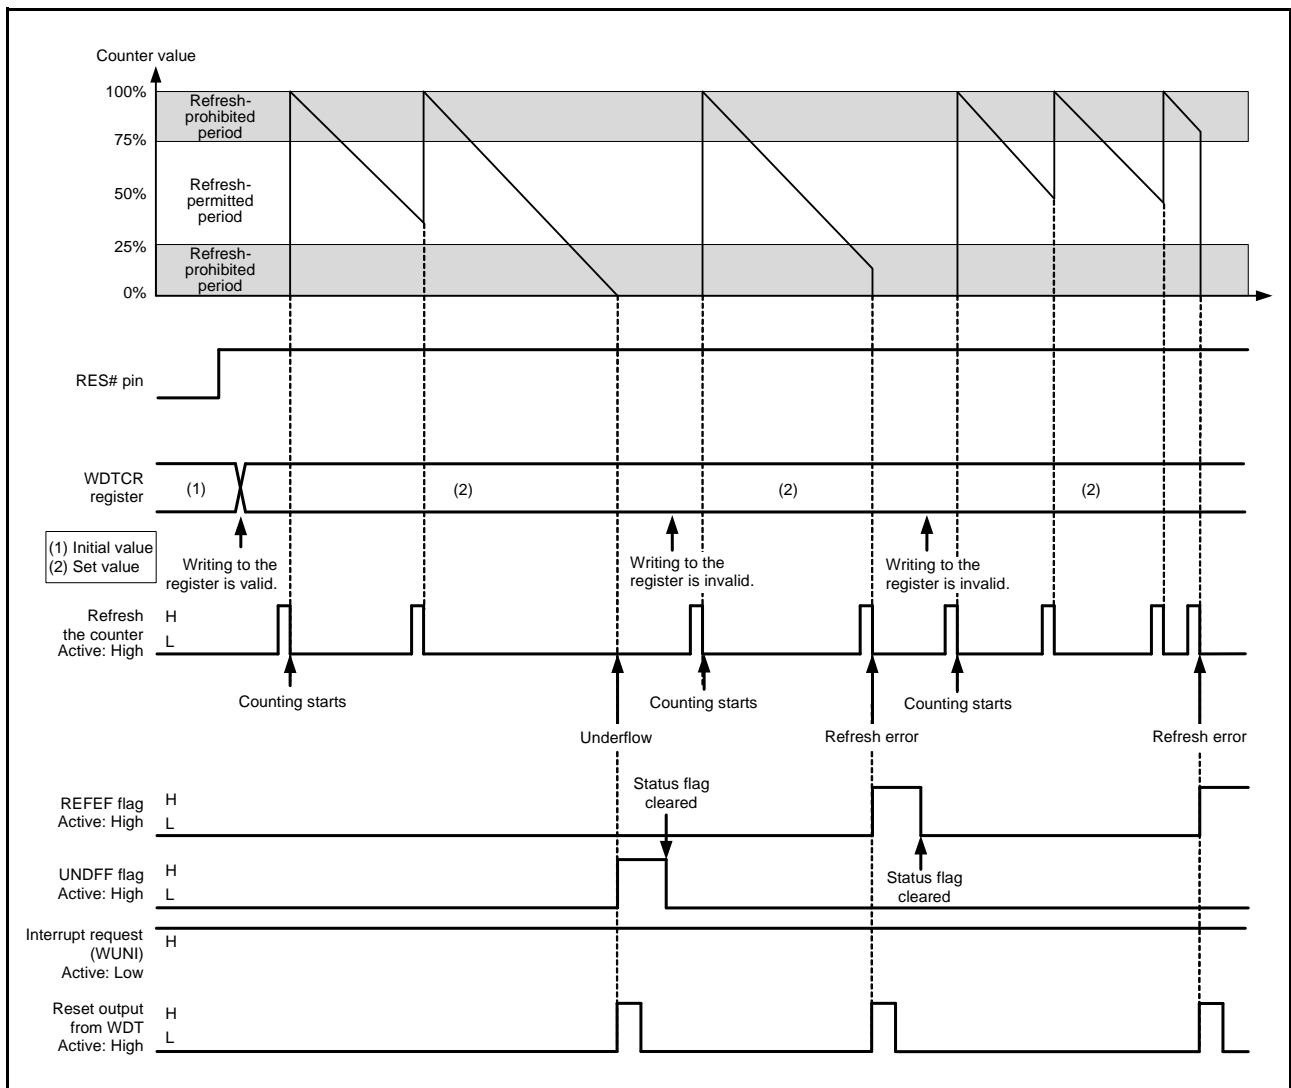 Counter value
100%
Refresh-
prohibited
period
75%
Refresh-
permitted
period
50%
25%
Refresh-
prohibited
period
0%
RES# pin
WDTCR
register
(1)
(2)
(2)
(2)
(1) Initial value
(2) Set value
Writing to the
register is valid.
Writing to the
register is invalid.
Writing to the
register is invalid.
Refresh
the counter
Active: High
H
L
Counting starts
Counting starts
Counting starts
Underflow
Refresh error
Refresh error
Status flag
cleared
REFEF flag
Active: High
H
L
UNDFF flag
Active: High
H
L
Status flag
cleared
Interrupt request
(WUNI)
Active: Low
H
Reset output
from WDT
Active: High
H
L